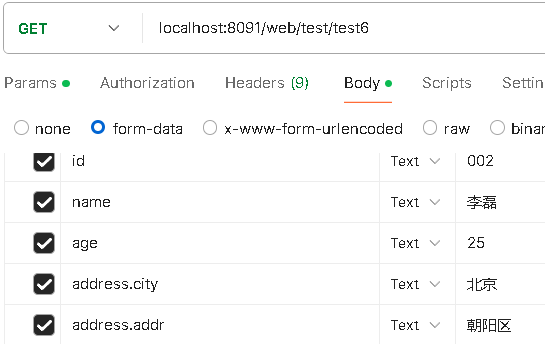 GET localhost:8091/web/test/test6
Params Authorization Headers (9) Body Scripts Settin
none form-data x-www-form-urlencoded raw binar
id Text 002
name Text 李磊
age Text 25
address.city Text 北京
address.addr Text 朝阳区